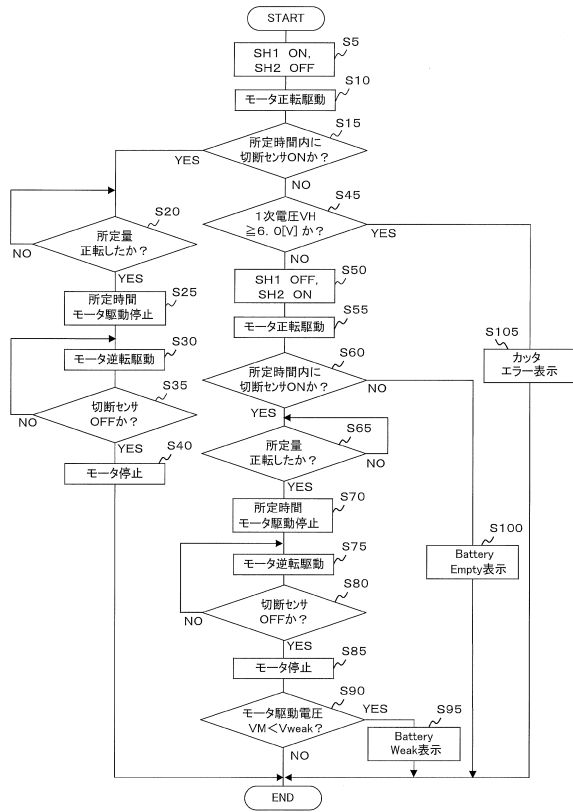 START
S5
SH1 ON,
SH2 OFF
S10
モータ正転駆動
S15
所定時間内に
切断センサONか？
YES
NO
S20
所定量
正転したか？
NO
YES
S25
所定時間
モータ駆動停止
S30
モータ逆転駆動
S35
切断センサ
OFFか？
NO
YES
S40
モータ停止
S45
1次電圧VH
≧6.0[V]か？
YES
NO
S50
SH1 OFF,
SH2 ON
S55
モータ正転駆動
S60
所定時間内に
切断センサONか？
NO
YES
S65
所定量
正転したか？
NO
YES
S70
所定時間
モータ駆動停止
S75
モータ逆転駆動
S80
切断センサ
OFFか？
NO
YES
S85
モータ停止
S90
モータ駆動電圧
VM＜Vweak？
YES
NO
S95
Battery
Weak表示
S100
Battery
Empty表示
S105
カッタ
エラー表示
END